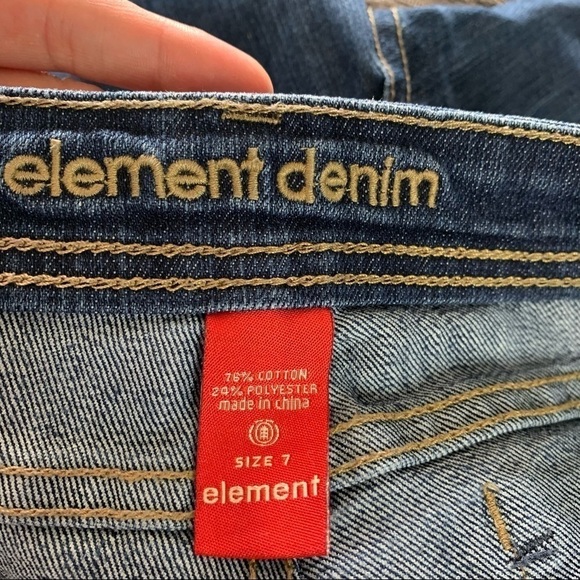 element denim
76% COTTON
24% POLYESTER
made in china
SIZE 7
element